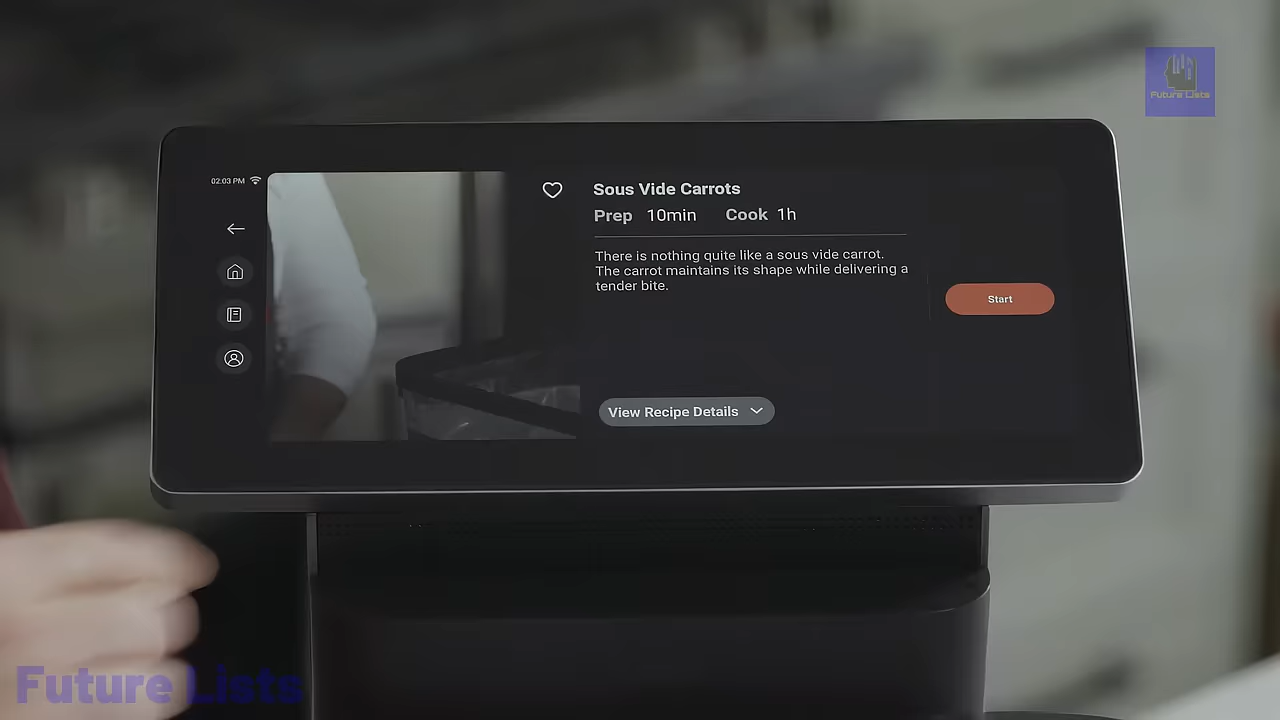 Future Lists
02:03 PM
Sous Vide Carrots
Prep 10min Cook 1h
There is nothing quite like a sous vide carrot.
The carrot maintains its shape while delivering a
tender bite.
Start
View Recipe Details
Future Lists